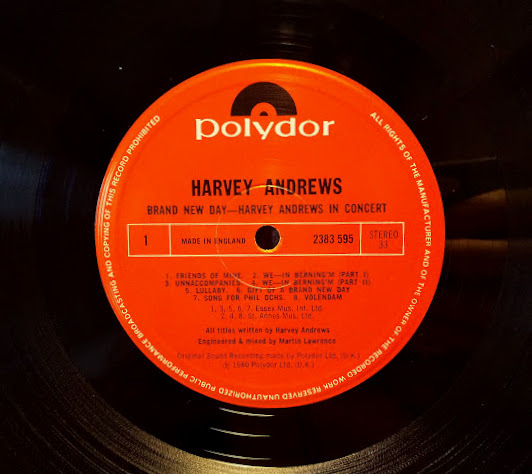 polydor
HARVEY ANDREWS
BRAND NEW DAY—HARVEY ANDREWS IN CONCERT
1
MADE IN ENGLAND
2383 595
STEREO
33
1. FRIENDS OF MINE. 2. WE—IN BERNING'M (PART I)
3. UNNACCOMPANIED. 4. WE—IN BERNING'M (PART II)
5. LULLABY. 6. GIFT OF A BRAND NEW DAY
7. SONG FOR PHIL OCHS. 8. VOLENDAM
1, 3, 5, 6, 7. Essex Mus. Int. Ltd.
2, 4, 8. St. Annes Mus. Ltd.
All titles written by Harvey Andrews
Engineered & mixed by Martin Lawrence
Original Sound Recording made by Polydor Ltd. (U.K.)
℗ 1980 Polydor Ltd. (U.K.)
ALL RIGHTS OF THE MANUFACTURER AND OF THE OWNER OF THE RECORDED WORK RESERVED UNAUTHORIZED PUBLIC PERFORMANCE BROADCASTING AND COPYING OF THIS RECORD PROHIBITED